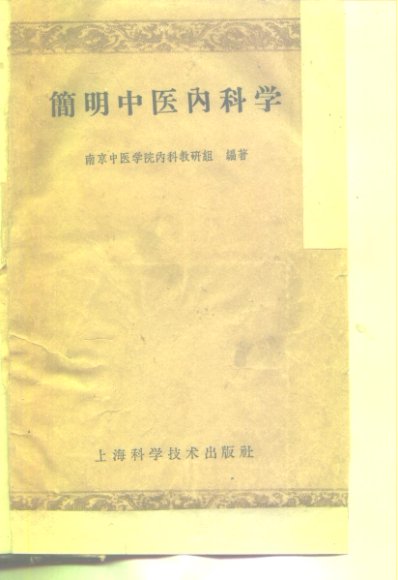 簡明中医内科学
南京中医学院内科教研組 編著
上海科学技术出版社